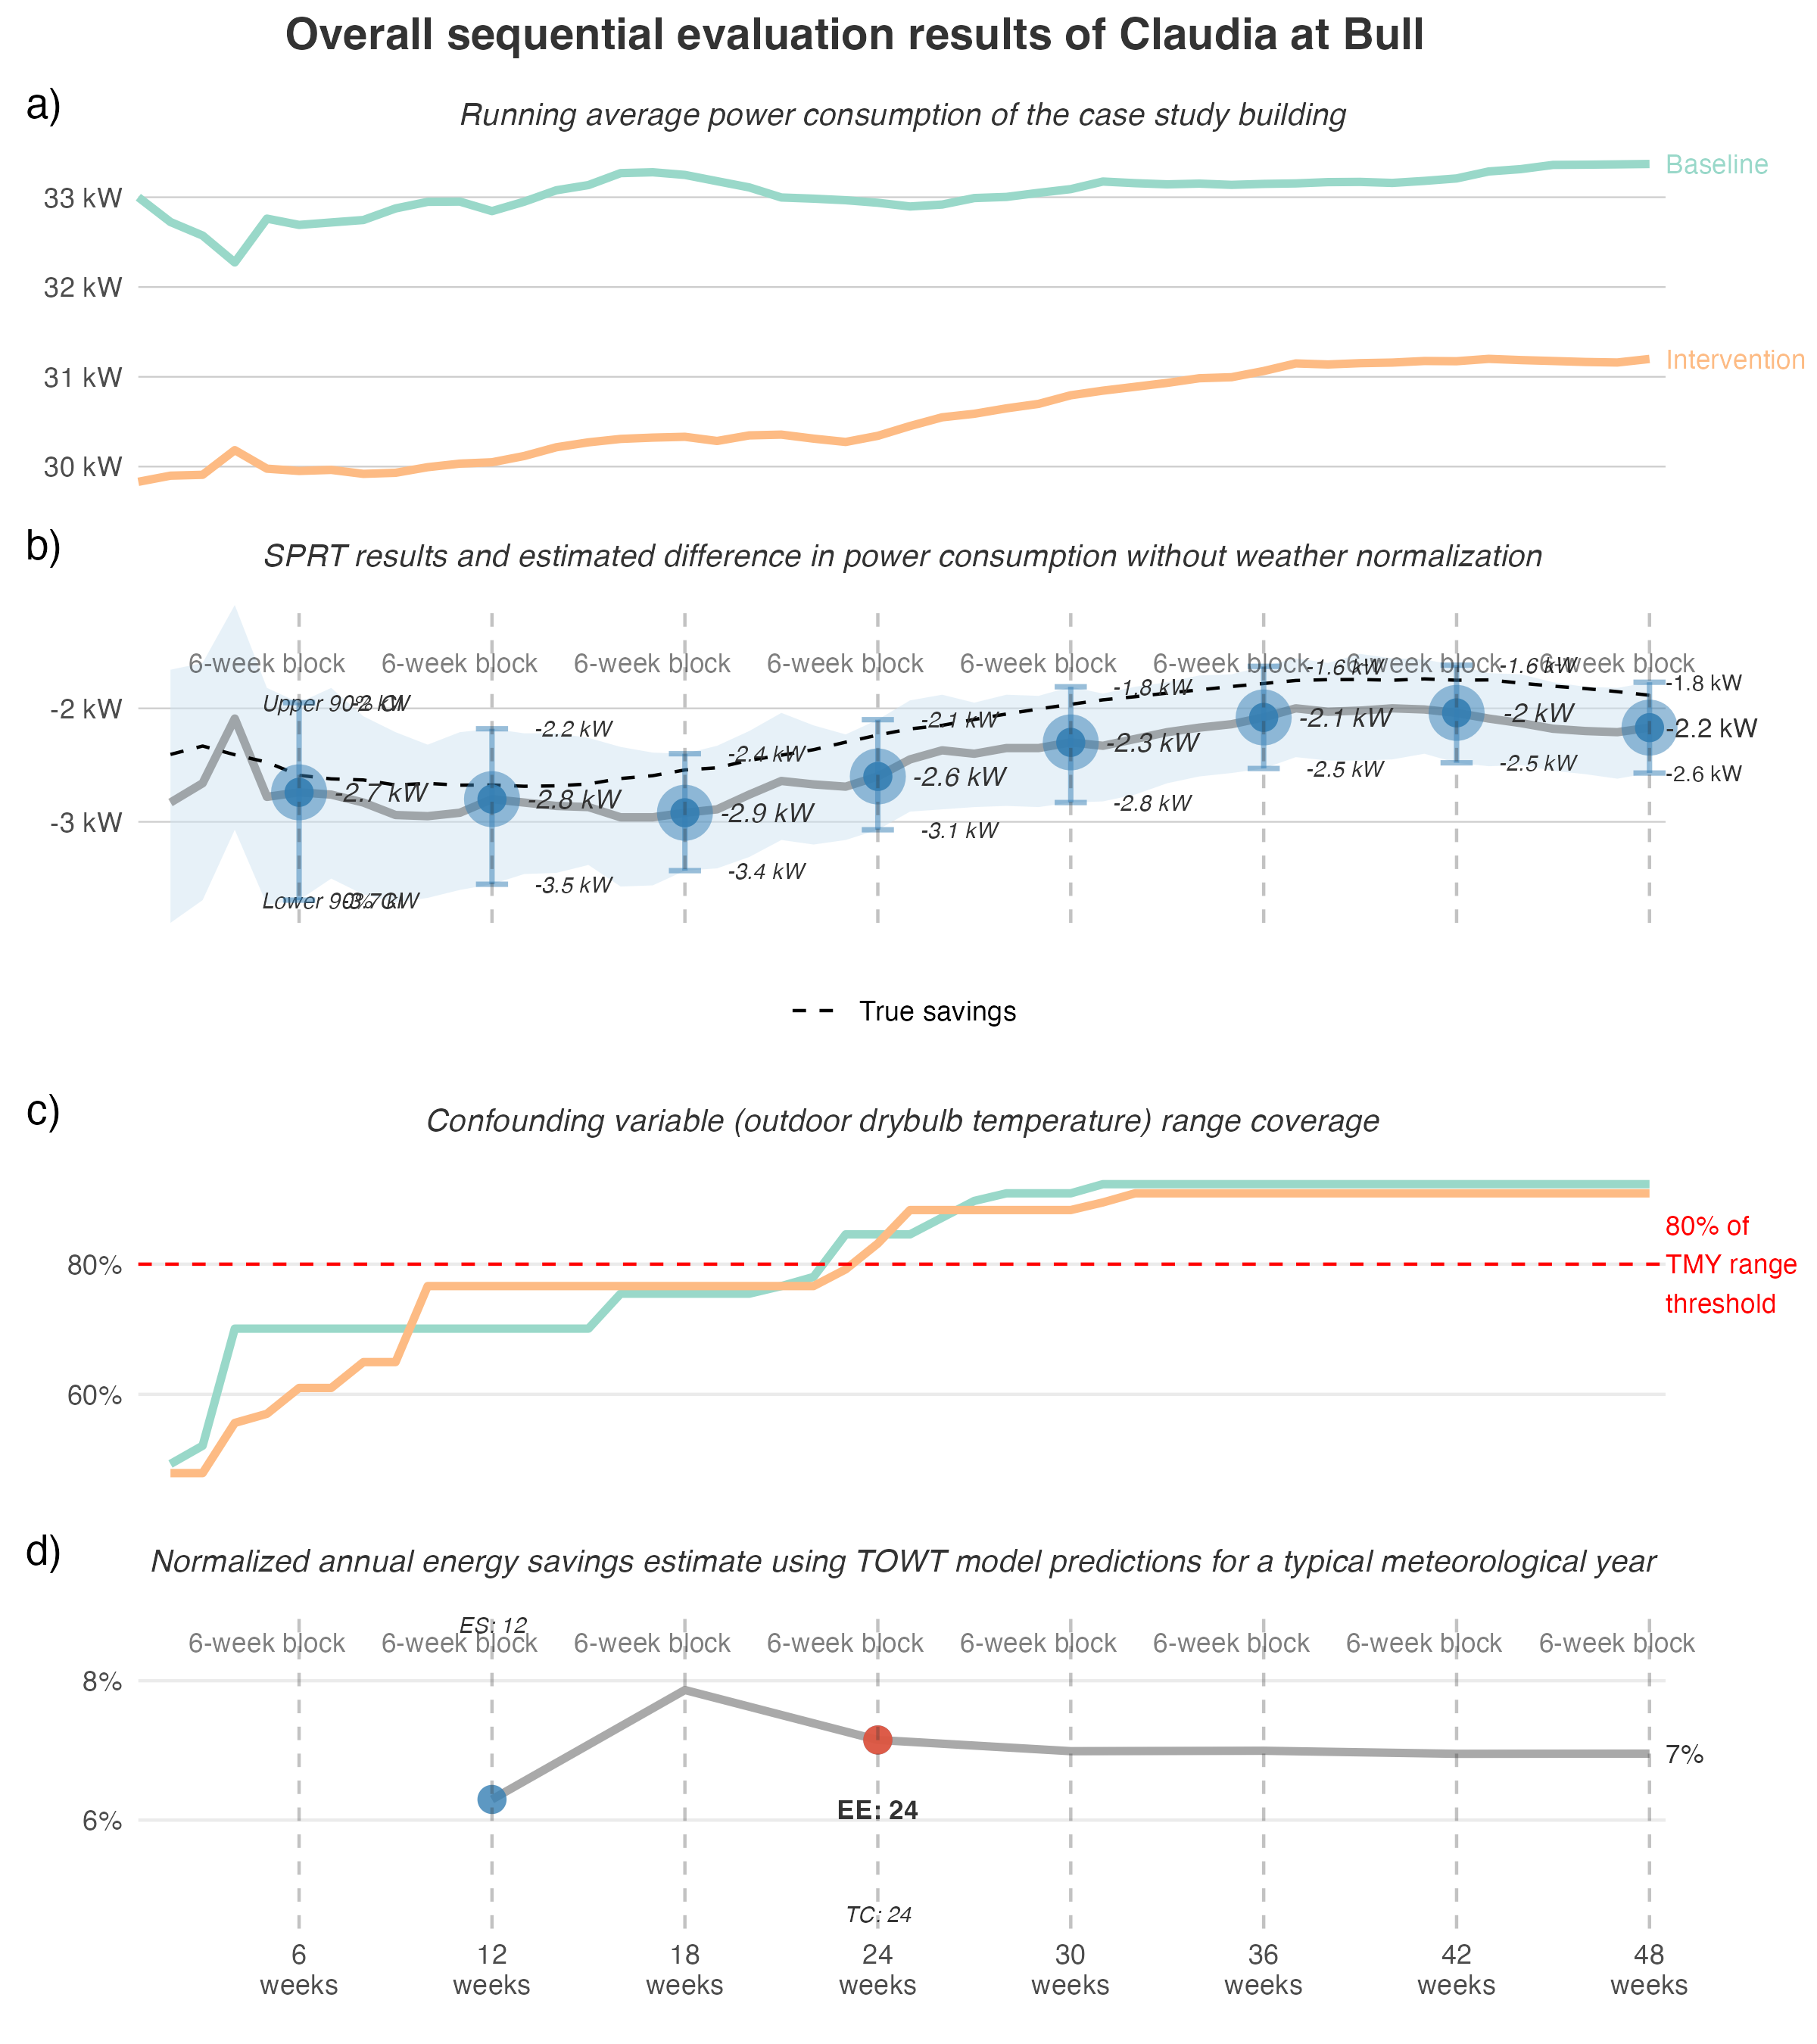 Overall sequential evaluation results of Claudia at Bull
a)
Running average power consumption of the case study building
33 kW
32 kW
31 kW
30 kW
Baseline
Intervention
b)
SPRT results and estimated difference in power consumption without weather normalization
6-week block
6-week block
6-week block
6-week block
6-week block
6-week block
6-week block
6-week block
-2 kW
-3 kW
Upper 90% CI
-2 kW
-2.2 kW
-2.4 kW
-2.1 kW
-1.8 kW
-1.6 kW
-1.6 kW
-1.8 kW
-2.7 kW
-2.8 kW
-2.9 kW
-2.6 kW
-2.3 kW
-2.1 kW
-2 kW
-2.2 kW
Lower 90% CI
-3.7 kW
-3.5 kW
-3.4 kW
-3.1 kW
-2.8 kW
-2.5 kW
-2.5 kW
-2.6 kW
True savings
c)
Confounding variable (outdoor drybulb temperature) range coverage
80%
60%
80% of
TMY range
threshold
d)
Normalized annual energy savings estimate using TOWT model predictions for a typical meteorological year
ES: 12
6-week block
6-week block
6-week block
6-week block
6-week block
6-week block
6-week block
6-week block
8%
6%
7%
EE: 24
TC: 24
6
weeks
12
weeks
18
weeks
24
weeks
30
weeks
36
weeks
42
weeks
48
weeks